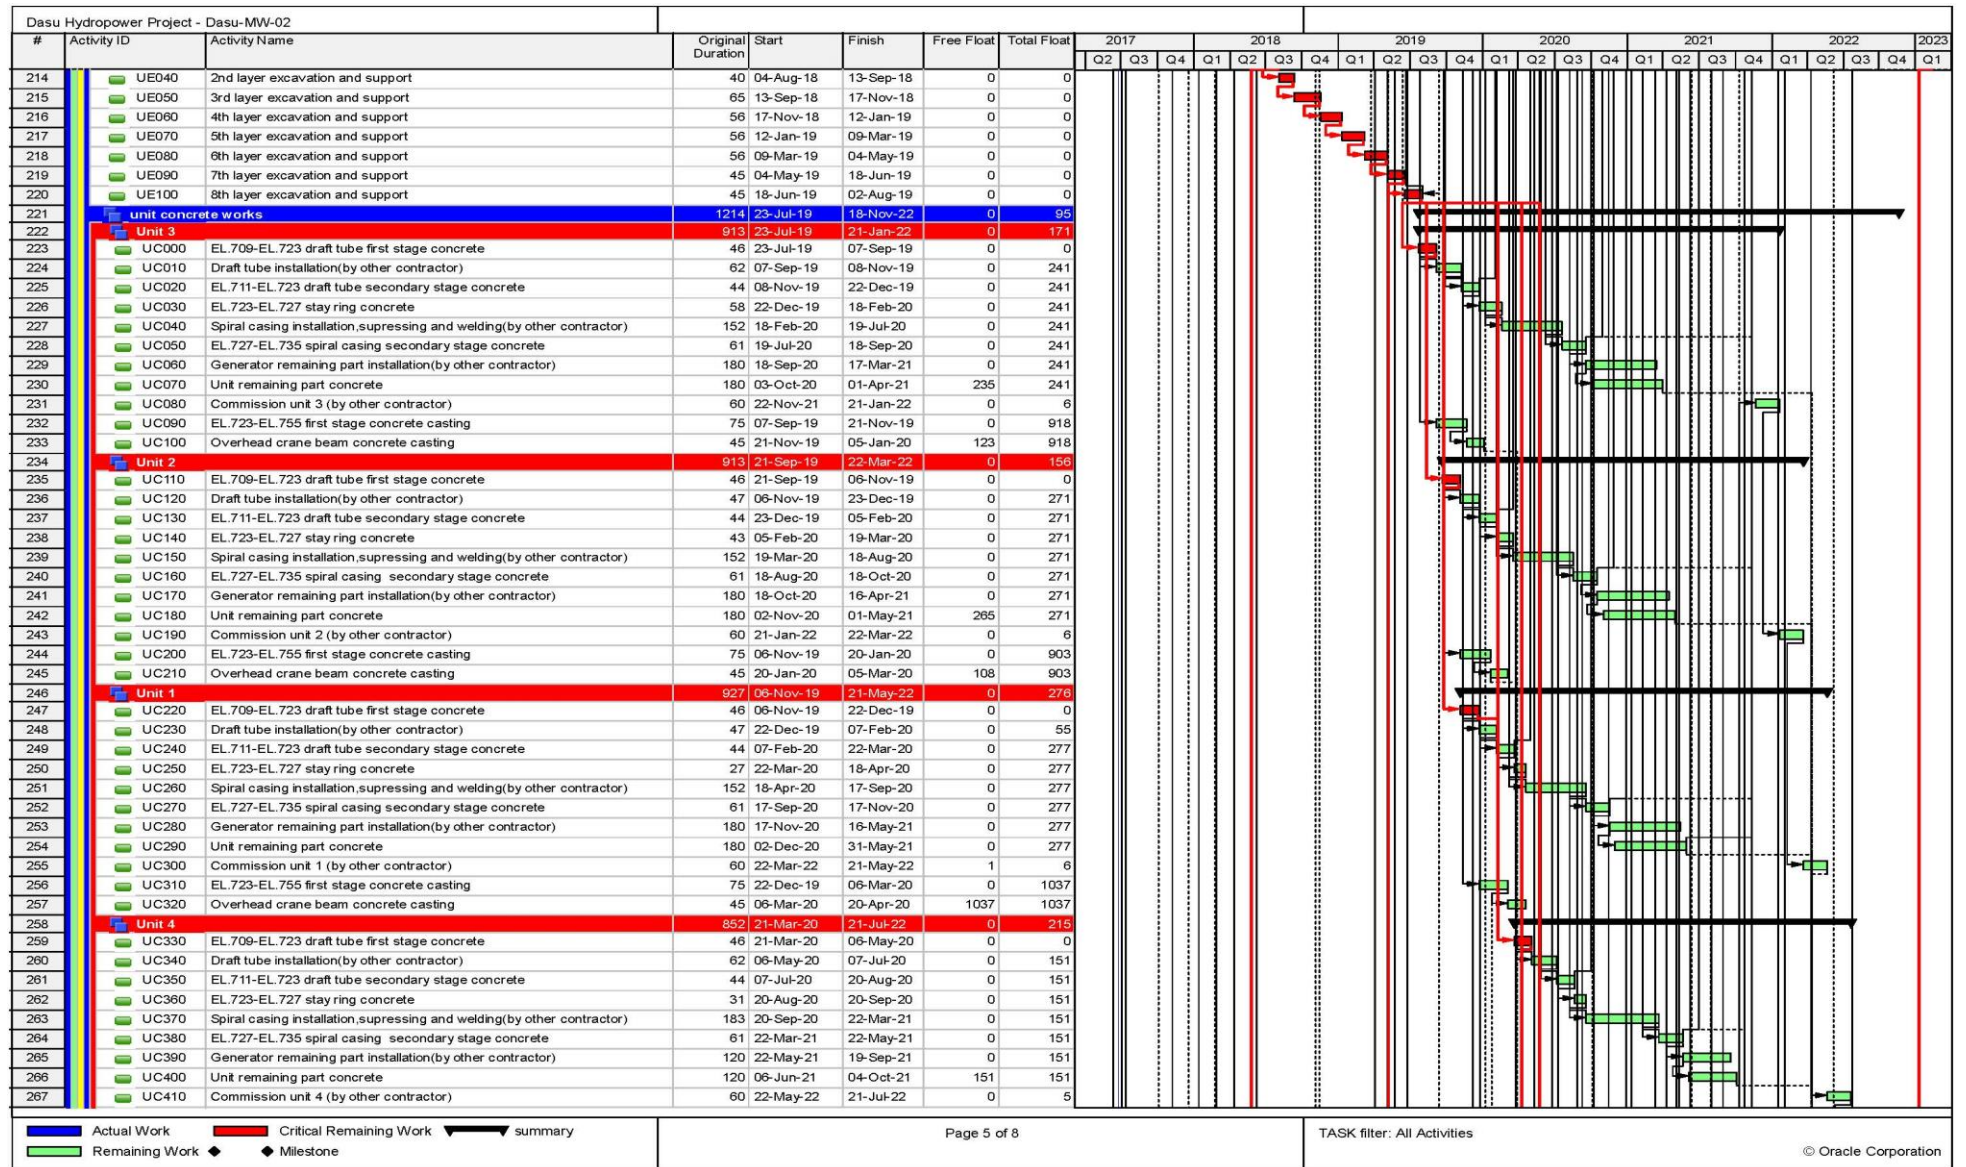 Dasu Hydropower Project - Dasu-MW-02
# Activity ID Activity Name Original Duration Start Finish Free Float Total Float 2017 2018 2019 2020 2021 2022 2023
Q2 Q3 Q4 Q1 Q2 Q3 Q4 Q1 Q2 Q3 Q4 Q1 Q2 Q3 Q4 Q1 Q2 Q3 Q4 Q1 Q2 Q3 Q4 Q1
214 UE040 2nd layer excavation and support 40 04-Aug-18 13-Sep-18 0 0
215 UE050 3rd layer excavation and support 65 13-Sep-18 17-Nov-18 0 0
216 UE060 4th layer excavation and support 56 17-Nov-18 12-Jan-19 0 0
217 UE070 5th layer excavation and support 56 12-Jan-19 09-Mar-19 0 0
218 UE080 6th layer excavation and support 56 09-Mar-19 04-May-19 0 0
219 UE090 7th layer excavation and support 45 04-May-19 18-Jun-19 0 0
220 UE100 8th layer excavation and support 45 18-Jun-19 02-Aug-19 0 0
221 unit concrete works 1214 23-Jul-19 18-Nov-22 0 95
222 Unit 3 913 23-Jul-19 21-Jan-22 0 171
223 UC000 EL.709-EL.723 draft tube first stage concrete 46 23-Jul-19 07-Sep-19 0 0
224 UC010 Draft tube installation(by other contractor) 62 07-Sep-19 08-Nov-19 0 241
225 UC020 EL.711-EL.723 draft tube secondary stage concrete 44 08-Nov-19 22-Dec-19 0 241
226 UC030 EL.723-EL.727 stay ring concrete 58 22-Dec-19 18-Feb-20 0 241
227 UC040 Spiral casing installation,supressing and welding(by other contractor) 152 18-Feb-20 19-Jul-20 0 241
228 UC050 EL.727-EL.735 spiral casing secondary stage concrete 61 19-Jul-20 18-Sep-20 0 241
229 UC060 Generator remaining part installation(by other contractor) 180 18-Sep-20 17-Mar-21 0 241
230 UC070 Unit remaining part concrete 180 03-Oct-20 01-Apr-21 235 241
231 UC080 Commission unit 3 (by other contractor) 60 22-Nov-21 21-Jan-22 0 6
232 UC090 EL.723-EL.755 first stage concrete casting 75 07-Sep-19 21-Nov-19 0 918
233 UC100 Overhead crane beam concrete casting 45 21-Nov-19 05-Jan-20 123 918
234 Unit 2 913 21-Sep-19 22-Mar-22 0 156
235 UC110 EL.709-EL.723 draft tube first stage concrete 46 21-Sep-19 06-Nov-19 0 0
236 UC120 Draft tube installation(by other contractor) 47 06-Nov-19 23-Dec-19 0 271
237 UC130 EL.711-EL.723 draft tube secondary stage concrete 44 23-Dec-19 05-Feb-20 0 271
238 UC140 EL.723-EL.727 stay ring concrete 43 05-Feb-20 19-Mar-20 0 271
239 UC150 Spiral casing installation,supressing and welding(by other contractor) 152 19-Mar-20 18-Aug-20 0 271
240 UC160 EL.727-EL.735 spiral casing secondary stage concrete 61 18-Aug-20 18-Oct-20 0 271
241 UC170 Generator remaining part installation(by other contractor) 180 18-Oct-20 16-Apr-21 0 271
242 UC180 Unit remaining part concrete 180 02-Nov-20 01-May-21 265 271
243 UC190 Commission unit 2 (by other contractor) 60 21-Jan-22 22-Mar-22 0 6
244 UC200 EL.723-EL.755 first stage concrete casting 75 06-Nov-19 20-Jan-20 0 903
245 UC210 Overhead crane beam concrete casting 45 20-Jan-20 05-Mar-20 108 903
246 Unit 1 927 06-Nov-19 21-May-22 0 276
247 UC220 EL.709-EL.723 draft tube first stage concrete 46 06-Nov-19 22-Dec-19 0 0
248 UC230 Draft tube installation(by other contractor) 47 22-Dec-19 07-Feb-20 0 55
249 UC240 EL.711-EL.723 draft tube secondary stage concrete 44 07-Feb-20 22-Mar-20 0 277
250 UC250 EL.723-EL.727 stay ring concrete 27 22-Mar-20 18-Apr-20 0 277
251 UC260 Spiral casing installation,supressing and welding(by other contractor) 152 18-Apr-20 17-Sep-20 0 277
252 UC270 EL.727-EL.735 spiral casing secondary stage concrete 61 17-Sep-20 17-Nov-20 0 277
253 UC280 Generator remaining part installation(by other contractor) 180 17-Nov-20 16-May-21 0 277
254 UC290 Unit remaining part concrete 180 02-Dec-20 31-May-21 0 277
255 UC300 Commission unit 1 (by other contractor) 60 22-Mar-22 21-May-22 1 6
256 UC310 EL.723-EL.755 first stage concrete casting 75 22-Dec-19 06-Mar-20 0 1037
257 UC320 Overhead crane beam concrete casting 45 06-Mar-20 20-Apr-20 1037 1037
258 Unit 4 852 21-Mar-20 21-Jul-22 0 215
259 UC330 EL.709-EL.723 draft tube first stage concrete 46 21-Mar-20 06-May-20 0 0
260 UC340 Draft tube installation(by other contractor) 62 06-May-20 07-Jul-20 0 151
261 UC350 EL.711-EL.723 draft tube secondary stage concrete 44 07-Jul-20 20-Aug-20 0 151
262 UC360 EL.723-EL.727 stay ring concrete 31 20-Aug-20 20-Sep-20 0 151
263 UC370 Spiral casing installation,supressing and welding(by other contractor) 183 20-Sep-20 22-Mar-21 0 151
264 UC380 EL.727-EL.735 spiral casing secondary stage concrete 61 22-Mar-21 22-May-21 0 151
265 UC390 Generator remaining part installation(by other contractor) 120 22-May-21 19-Sep-21 0 151
266 UC400 Unit remaining part concrete 120 06-Jun-21 04-Oct-21 151 151
267 UC410 Commission unit 4 (by other contractor) 60 22-May-22 21-Jul-22 0 5
Actual Work Critical Remaining Work summary Page 5 of 8 TASK filter: All Activities
Remaining Work Milestone © Oracle Corporation